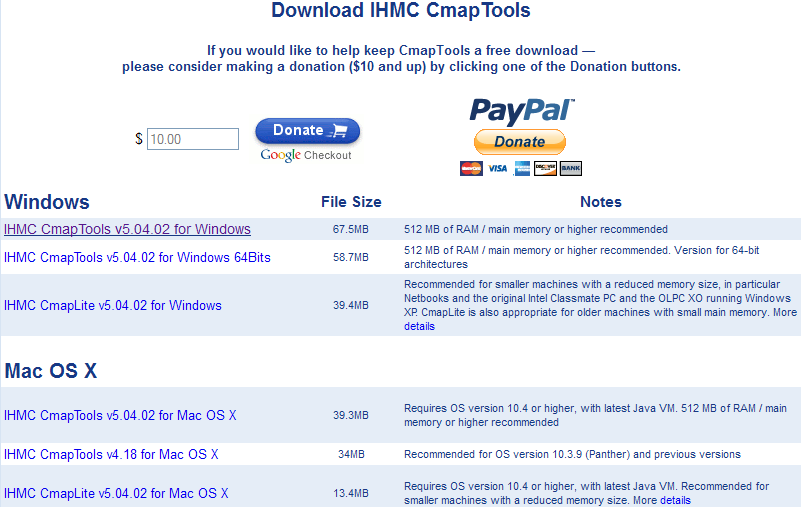 Download IHMC CmapTools
If you would like to help keep CmapTools a free download —
please consider making a donation ($10 and up) by clicking one of the Donation buttons.
$ 10.00
Donate
Google Checkout
PayPal™
Donate
MasterCard VISA AMERICAN EXPRESS DISCOVER BANK
Windows File Size Notes
IHMC CmapTools v5.04.02 for Windows 67.5MB 512 MB of RAM / main memory or higher recommended
IHMC CmapTools v5.04.02 for Windows 64Bits 58.7MB 512 MB of RAM / main memory or higher recommended. Version for 64-bit
architectures
IHMC CmapLite v5.04.02 for Windows 39.4MB Recommended for smaller machines with a reduced memory size, in particular
Netbooks and the original Intel Classmate PC and the OLPC XO running Windows
XP. CmapLite is also appropriate for older machines with small main memory. More
details
Mac OS X
IHMC CmapTools v5.04.02 for Mac OS X 39.3MB Requires OS version 10.4 or higher, with latest Java VM. 512 MB of RAM / main
memory or higher recommended
IHMC CmapTools v4.18 for Mac OS X 34MB Recommended for OS version 10.3.9 (Panther) and previous versions
IHMC CmapLite v5.04.02 for Mac OS X 13.4MB Requires OS version 10.4 or higher, with latest Java VM. Recommended for
smaller machines with a reduced memory size. More details